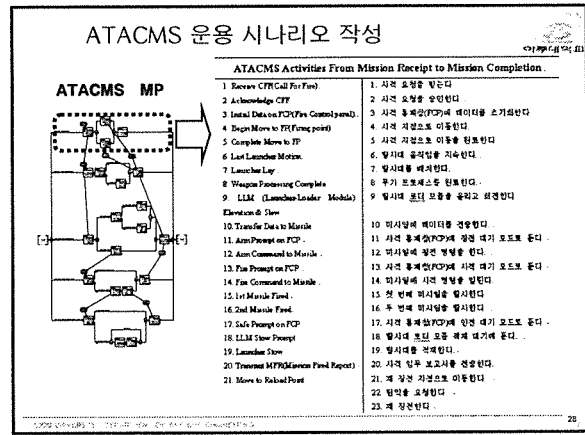 ATACMS 운용 시나리오 작성
ATACMS MP
ATACMS Activities From Mission Receipt to Mission Completion .
1 Receive CFF(Call For Fire)
2 Acknowledge CFF
3 Initial Data on FCP(Fire Control panel) .
4 Begin Move to FP(Firing point)
5 Complete Move to FP
6 Last Launcher Motion.
7 Launcher Lay .
8 Weapon Processing Complete
9. LLM (Launcher-Loader Module)
Elevation & Slew
10. Transfer Data to Missile
11. Arm Prompt on FCP .
12. Arm Command to Missile .
13. Fire Prompt on FCP
14. Fire Command to Missile .
15. 1st Missile Fired .
16. 2nd Missile Fired.
17. Safe Prompt on FCP
18. LLM Stow Prompt
19. Launcher Stow
20. Transmit MFR(Mission Fired Report) .
21. Move to Reload Point
1. 사격 요청을 받는다
2 사격 요청을 승인한다 .
3 사격 통제창(FCP)에 데이터를 초기화한다
4. 사격 지점으로 이동한다.
5 사격 지점으로 이동을 완료한다
6. 발사대 움직임을 지속한다.
7. 발사대를 배치한다.
8 무기 프로세스를 완료한다.
9 발사대 로더 모듈을 올리고 회전한다
10 미사일에 데이터를 전송한다.
11 사격 통제창(FCP)에 장전 대기 모드로 둔다 .
12 미사일에 장전 명령을 한다.
13. 사격 통제창(FCP)에 사격 대기 모드로 둔다 .
14. 미사일에 사격 명령을 입력한다.
15. 첫 번째 미사일을 발사한다
16 두 번째 미사일을 발사한다.
17. 사격 통제창(FCP)에 안전 대기 모드로 둔다 .
18 발사대 로더 모듈 적재 대기에 둔다.
19. 발사대를 적재한다.
20. 사격 임무 보고서를 전송한다.
21. 재 장전 지점으로 이동한다
22 탄약을 요청한다
23. 재 장전한다 .
28